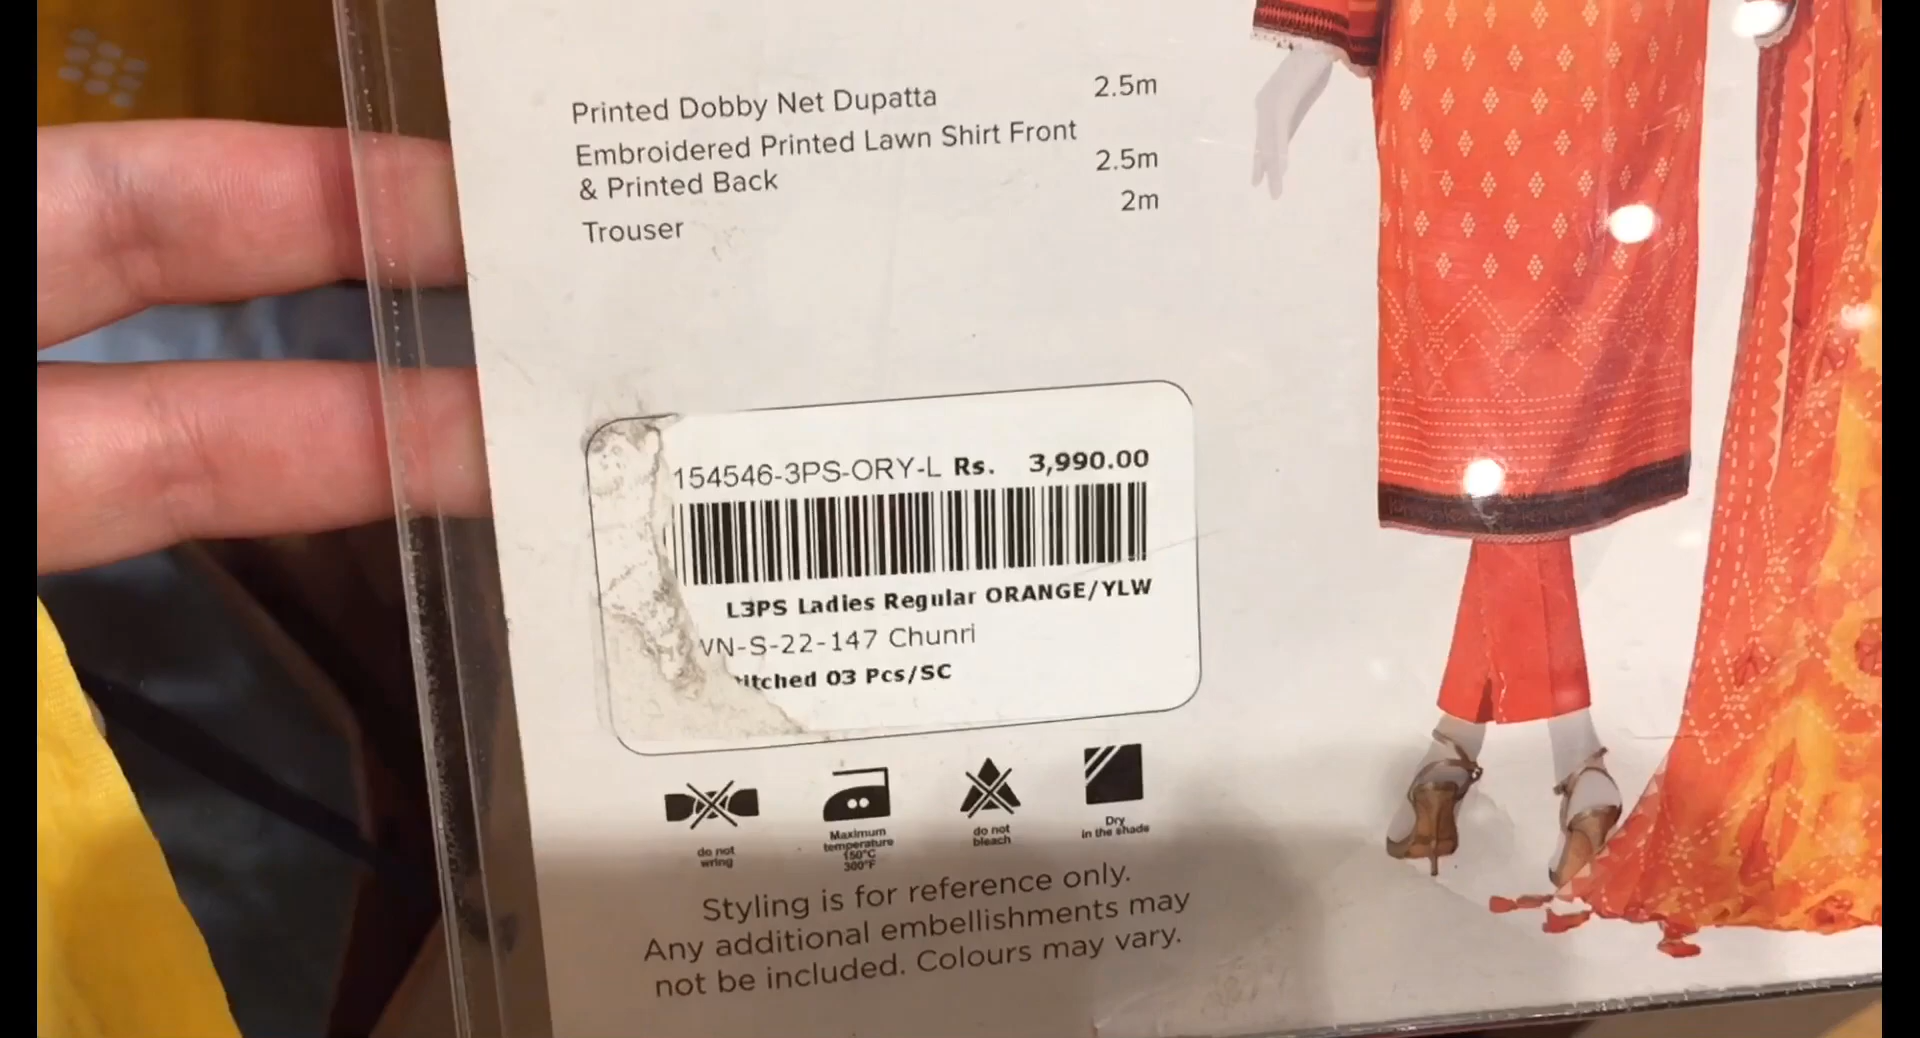 Printed Dobby Net Dupatta 2.5m
Embroidered Printed Lawn Shirt Front
& Printed Back 2.5m
Trouser 2m
154546-3PS-ORY-L Rs. 3,990.00
L3PS Ladies Regular ORANGE/YLW
VN-S-22-147 Chunri
titched 03 Pcs/SC
do not
wring
Maximum
temperature
150°C
300°F
do not
bleach
Dry
in the shade
Styling is for reference only.
Any additional embellishments may
not be included. Colours may vary.